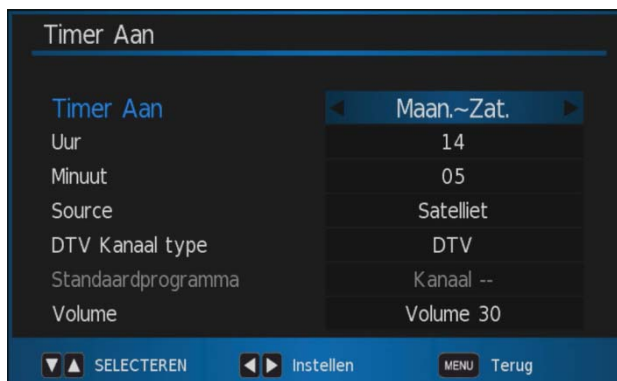 Timer Aan
Timer Aan Maan.~Zat.
Uur 14
Minuut 05
Source Satelliet
DTV Kanaal type DTV
Standaardprogramma Kanaal --
Volume Volume 30
SELECTEREN Instellen MENU Terug